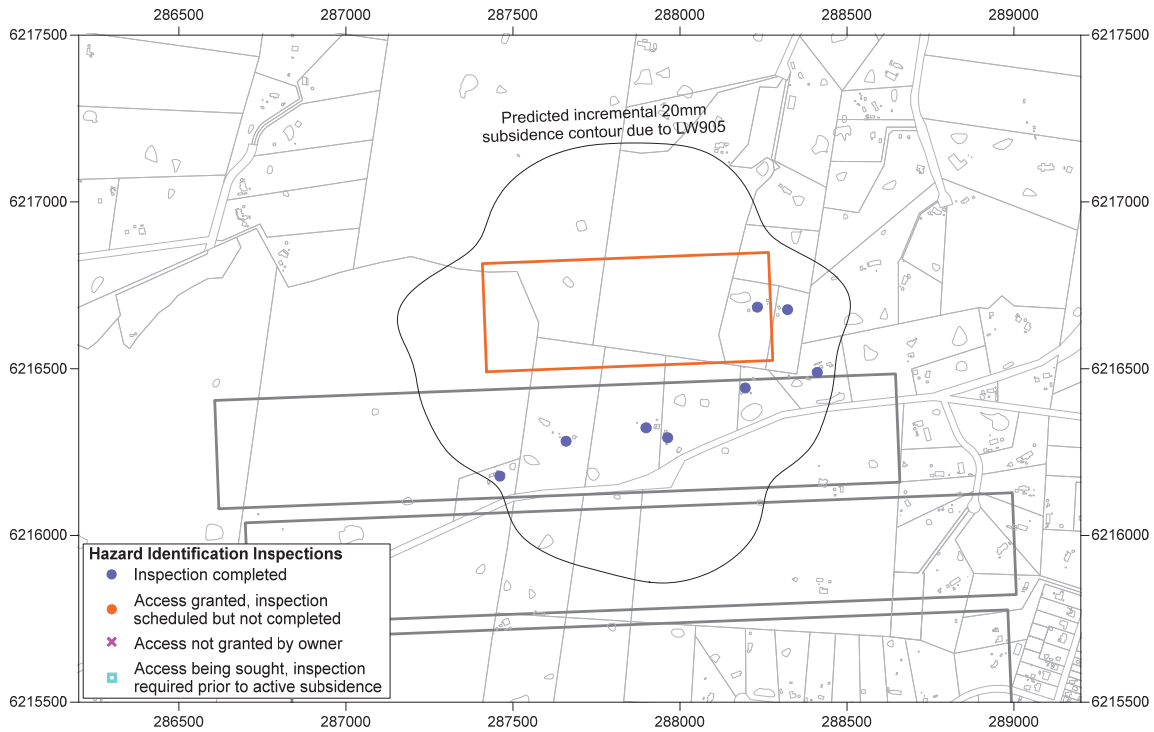 286500 287000 287500 288000 288500 289000
6217500 6217500
Predicted incremental 20mm
subsidence contour due to LW905
6217000 6217000
6216500 6216500
6216000 6216000
Hazard Identification Inspections
Inspection completed
Access granted, inspection
scheduled but not completed
Access not granted by owner
Access being sought, inspection
required prior to active subsidence
6215500 6215500
286500 287000 287500 288000 288500 289000